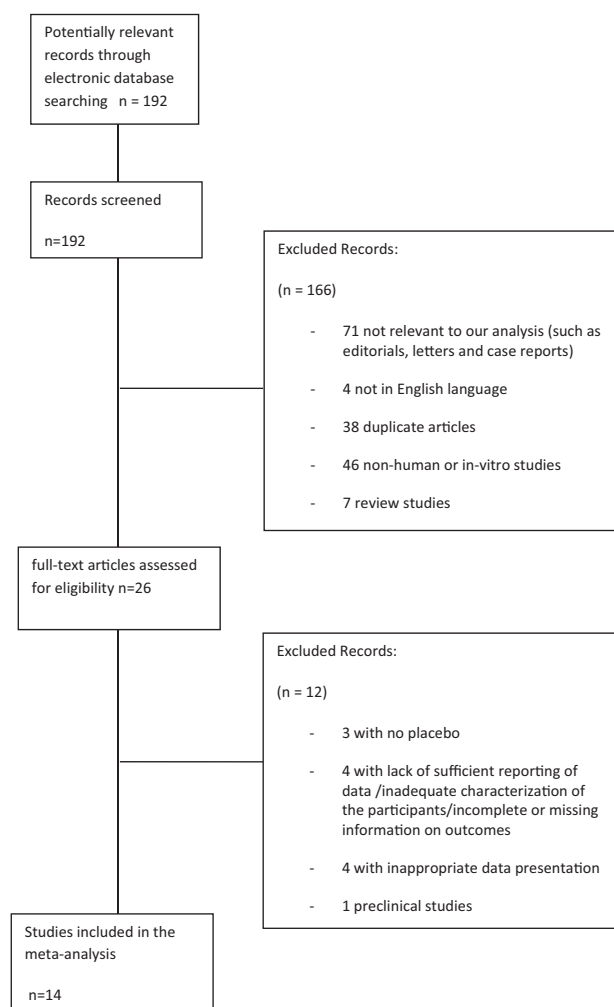 Potentially relevant
records through
electronic database
searching n = 192
Records screened
n=192
Excluded Records:
(n = 166)
- 71 not relevant to our analysis (such as
editorials, letters and case reports)
- 4 not in English language
- 38 duplicate articles
- 46 non-human or in-vitro studies
- 7 review studies
full-text articles assessed
for eligibility n=26
Excluded Records:
(n = 12)
- 3 with no placebo
- 4 with lack of sufficient reporting of
data /inadequate characterization of
the participants/incomplete or missing
information on outcomes
- 4 with inappropriate data presentation
- 1 preclinical studies
Studies included in the
meta-analysis
n=14